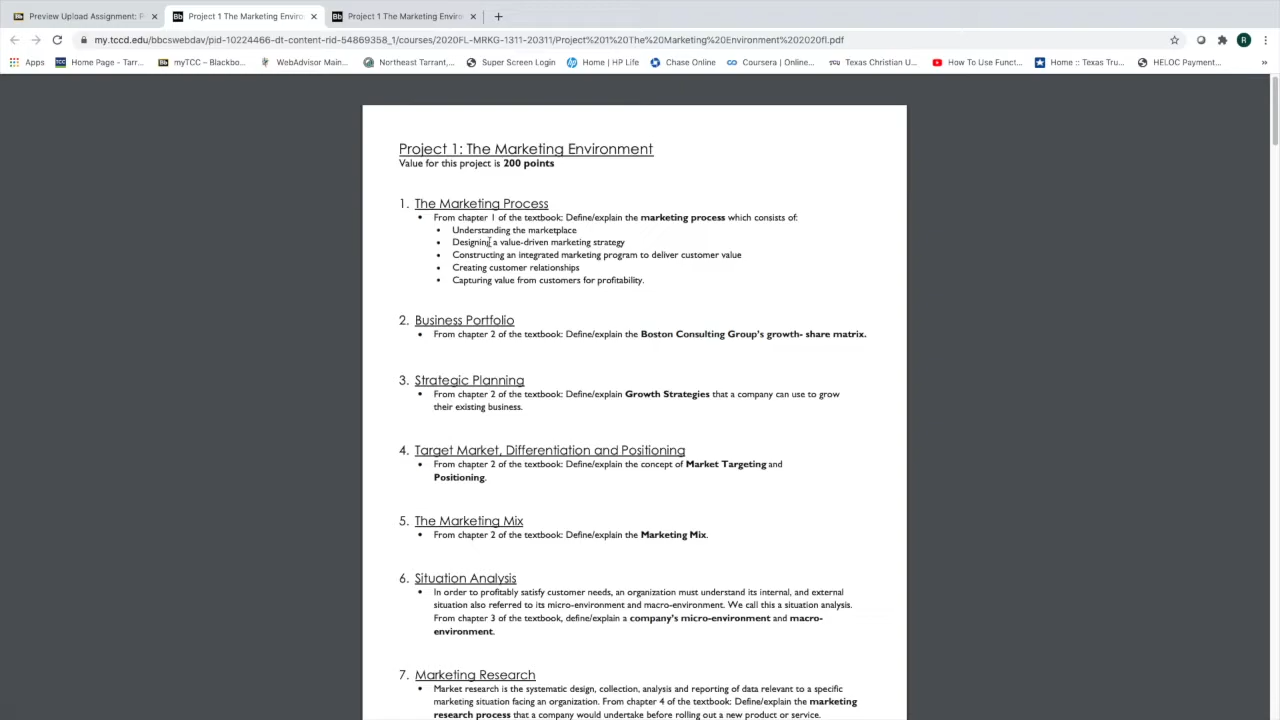 Preview Upload Assignment: P
Project 1 The Marketing Enviro
Project 1 The Marketing Enviro
my.tccd.edu/bbcswebdav/pid-10224466-dt-content-rid-54869358_1/courses/2020FL-MRKG-1311-20311/Project%201%20The%20Marketing%20Environment%202020fl.pdf
R
Apps
Home Page - Tarr...
myTCC – Blackbo...
WebAdvisor Main...
Northeast Tarrant,...
Super Screen Login
Home | HP Life
Chase Online
Coursera | Online...
Texas Christian U...
How To Use Funct...
Home :: Texas Tru...
HELOC Payment...
Project 1: The Marketing Environment
Value for this project is 200 points
1. The Marketing Process
• From chapter 1 of the textbook: Define/explain the marketing process which consists of:
• Understanding the marketplace
• Designing a value-driven marketing strategy
• Constructing an integrated marketing program to deliver customer value
• Creating customer relationships
• Capturing value from customers for profitability.
2. Business Portfolio
• From chapter 2 of the textbook: Define/explain the Boston Consulting Group's growth- share matrix.
3. Strategic Planning
• From chapter 2 of the textbook: Define/explain Growth Strategies that a company can use to grow
their existing business.
4. Target Market, Differentiation and Positioning
• From chapter 2 of the textbook: Define/explain the concept of Market Targeting and
Positioning.
5. The Marketing Mix
• From chapter 2 of the textbook: Define/explain the Marketing Mix.
6. Situation Analysis
• In order to profitably satisfy customer needs, an organization must understand its internal, and external
situation also referred to its micro-environment and macro-environment. We call this a situation analysis.
From chapter 3 of the textbook, define/explain a company's micro-environment and macro-
environment.
7. Marketing Research
• Market research is the systematic design, collection, analysis and reporting of data relevant to a specific
marketing situation facing an organization. From chapter 4 of the textbook: Define/explain the marketing
research process that a company would undertake before rolling out a new product or service.